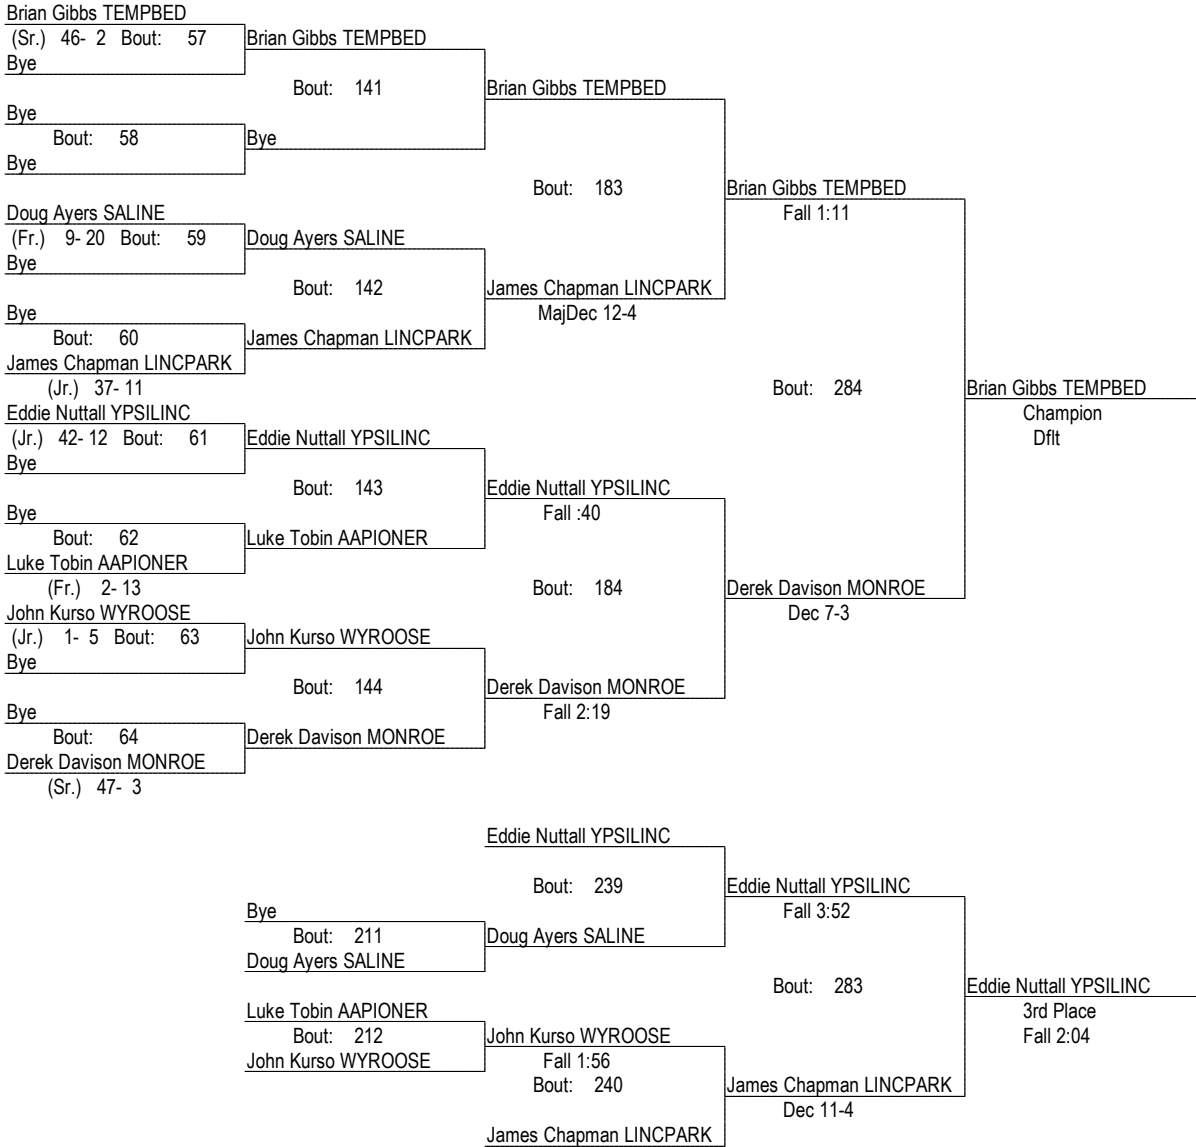 Brian Gibbs TEMPBED
(Sr.) 46- 2 Bout: 57 Brian Gibbs TEMPBED
Bye
Bout: 141 Brian Gibbs TEMPBED
Bye
Bout: 58 Bye
Bye
Bout: 183 Brian Gibbs TEMPBED
Doug Ayers SALINE Fall 1:11
(Fr.) 9- 20 Bout: 59 Doug Ayers SALINE
Bye
Bout: 142 James Chapman LINCPARK
Bye MajDec 12-4
Bout: 60 James Chapman LINCPARK
James Chapman LINCPARK
(Jr.) 37- 11 Bout: 284 Brian Gibbs TEMPBED
Eddie Nuttall YPSILINC Champion
(Jr.) 42- 12 Bout: 61 Eddie Nuttall YPSILINC Dflt
Bye
Bout: 143 Eddie Nuttall YPSILINC
Bye Fall :40
Bout: 62 Luke Tobin AAPIONER
Luke Tobin AAPIONER
(Fr.) 2- 13 Bout: 184 Derek Davison MONROE
John Kurso WYROOSE Dec 7-3
(Jr.) 1- 5 Bout: 63 John Kurso WYROOSE
Bye
Bout: 144 Derek Davison MONROE
Bye Fall 2:19
Bout: 64 Derek Davison MONROE
Derek Davison MONROE
(Sr.) 47- 3
Eddie Nuttall YPSILINC
Bout: 239 Eddie Nuttall YPSILINC
Bye Fall 3:52
Bout: 211 Doug Ayers SALINE
Doug Ayers SALINE
Bout: 283 Eddie Nuttall YPSILINC
Luke Tobin AAPIONER 3rd Place
Bout: 212 John Kurso WYROOSE Fall 2:04
John Kurso WYROOSE Fall 1:56
Bout: 240 James Chapman LINCPARK
Dec 11-4
James Chapman LINCPARK